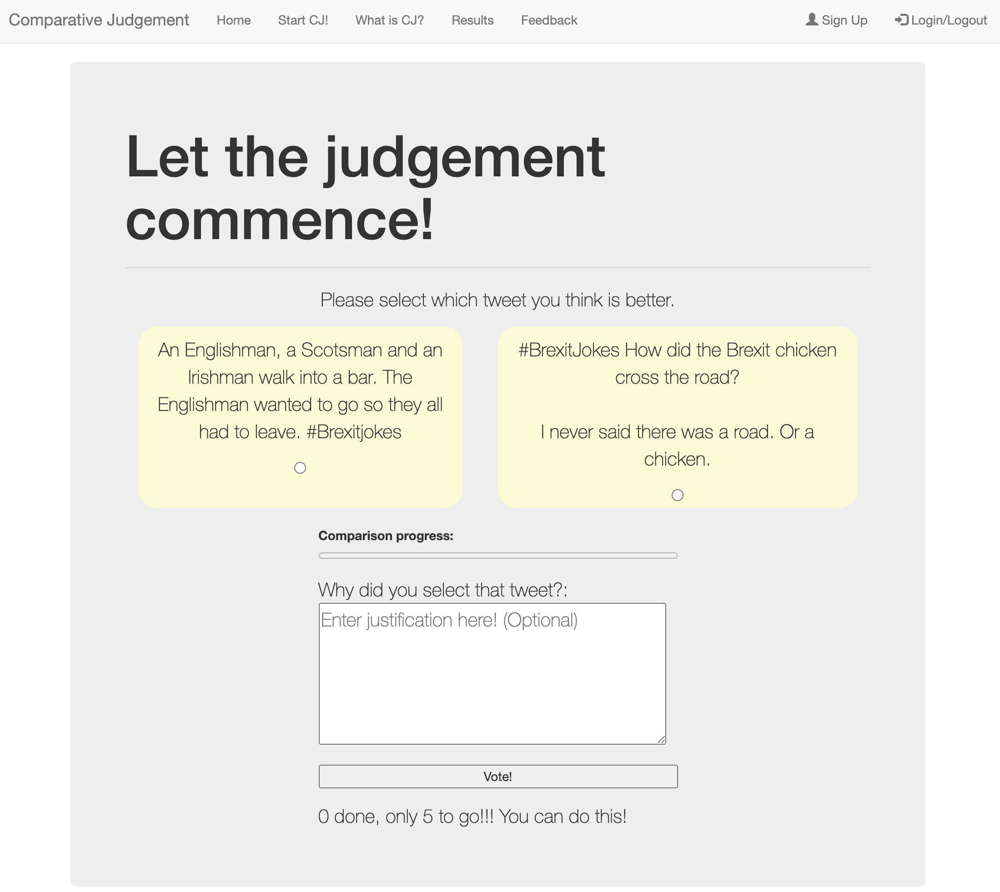 Comparative Judgement Home Start CJ! What is CJ? Results Feedback Sign Up Login/Logout
Let the judgement
commence!
Please select which tweet you think is better.
An Englishman, a Scotsman and an
Irishman walk into a bar. The
Englishman wanted to go so they all
had to leave. #Brexitjokes
#BrexitJokes How did the Brexit chicken
cross the road?
I never said there was a road. Or a
chicken.
Comparison progress:
Why did you select that tweet?:
Enter justification here! (Optional)
Vote!
0 done, only 5 to go!!! You can do this!